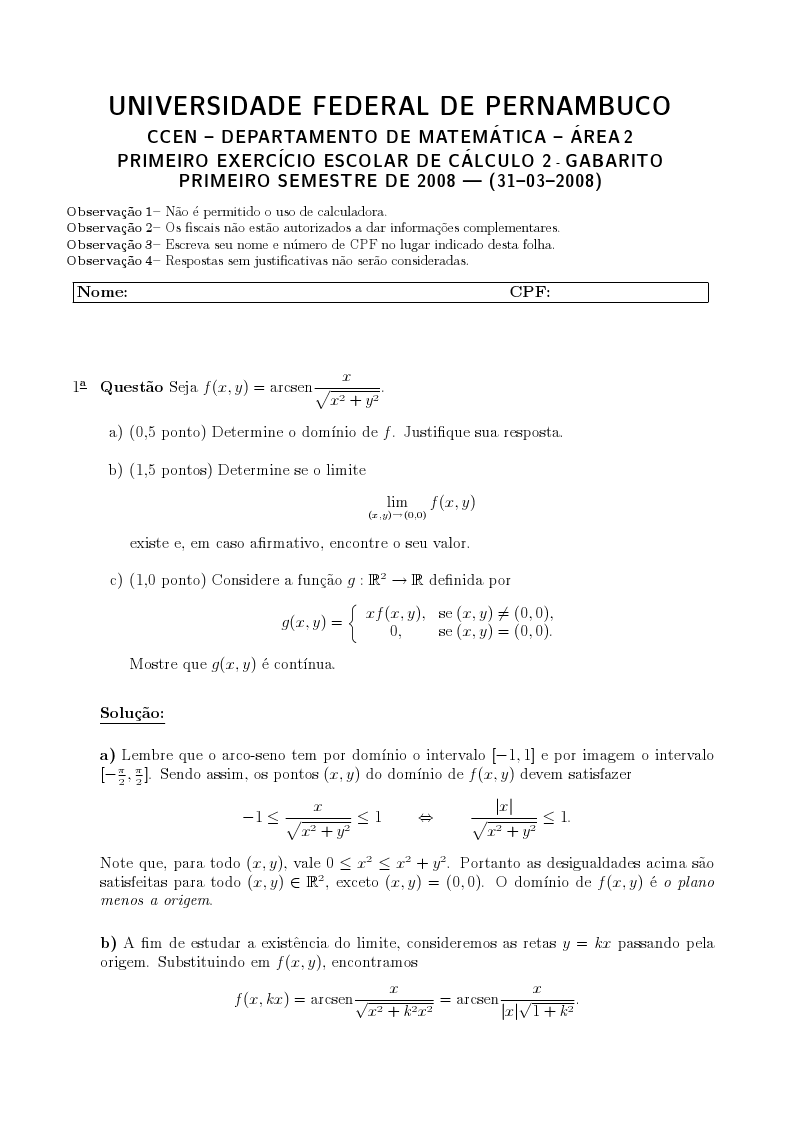 UNIVERSIDADE FEDERAL DE PERNAMBUCO
CCEN – DEPARTAMENTO DE MATEMÁTICA – ÁREA 2
PRIMEIRO EXERCÍCIO ESCOLAR DE CÁLCULO 2 - GABARITO
PRIMEIRO SEMESTRE DE 2008 — (31–03–2008)
Observação 1– Não é permitido o uso de calculadora.
Observação 2– Os fiscais não estão autorizados a dar informações complementares.
Observação 3– Escreva seu nome e número de CPF no lugar indicado desta folha.
Observação 4– Respostas sem justificativas não serão consideradas.
Nome: CPF:
1ª Questão Seja f(x, y) = arcsen x/√(x² + y²).
a) (0,5 ponto) Determine o domínio de f. Justifique sua resposta.
b) (1,5 pontos) Determine se o limite
lim_{(x,y)→(0,0)} f(x, y)
existe e, em caso afirmativo, encontre o seu valor.
c) (1,0 ponto) Considere a função g : ℝ² → ℝ definida por
g(x, y) = { xf(x, y), se (x, y) ≠ (0, 0),
0, se (x, y) = (0, 0).
Mostre que g(x, y) é contínua.
Solução:
a) Lembre que o arco-seno tem por domínio o intervalo [−1, 1] e por imagem o intervalo
[−π/2, π/2]. Sendo assim, os pontos (x, y) do domínio de f(x, y) devem satisfazer
−1 ≤ x/√(x² + y²) ≤ 1 ⇔ |x|/√(x² + y²) ≤ 1.
Note que, para todo (x, y), vale 0 ≤ x² ≤ x² + y². Portanto as desigualdades acima são
satisfeitas para todo (x, y) ∈ ℝ², exceto (x, y) = (0, 0). O domínio de f(x, y) é o plano
menos a origem.
b) A fim de estudar a existência do limite, consideremos as retas y = kx passando pela
origem. Substituindo em f(x, y), encontramos
f(x, kx) = arcsen x/√(x² + k²x²) = arcsen x/(|x|√(1 + k²)).